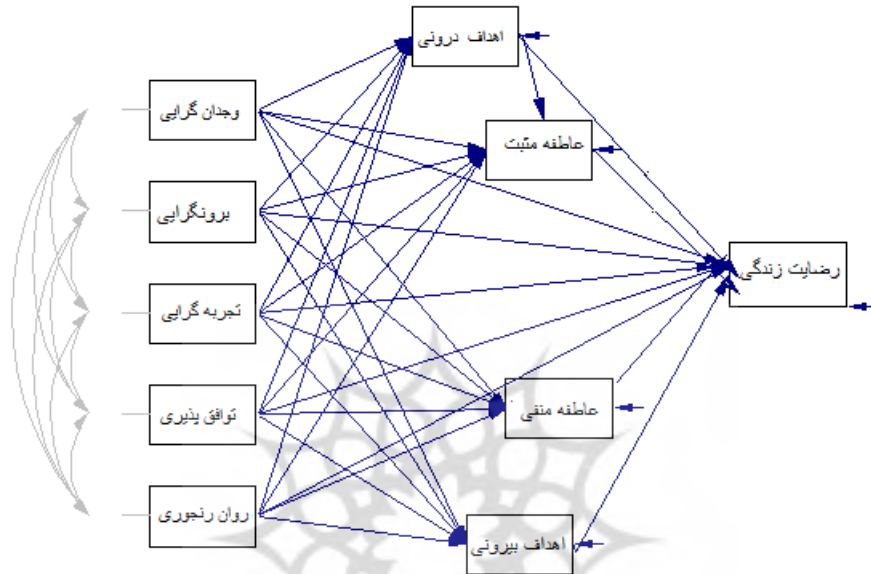 اهداف درونی
وجدان گرایی
عاطفه مثبت
برونگرایی
رضایت زندگی
تجربه گرایی
توافق پذیری
عاطفه منفی
روان رنجوری
اهداف بیرونی